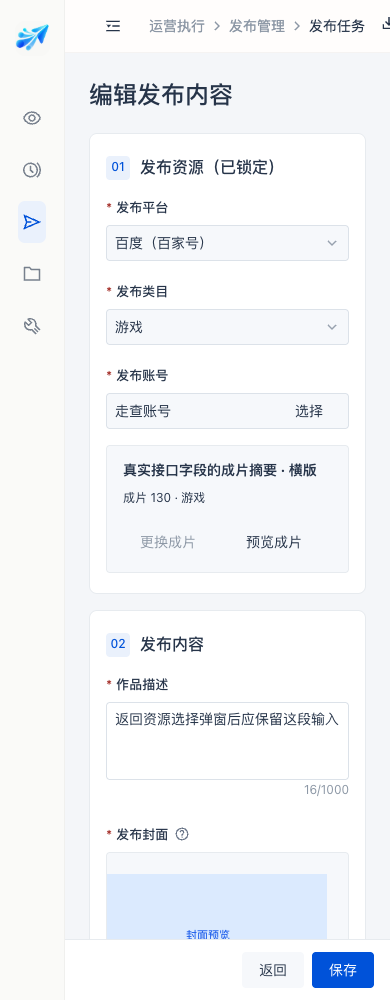 运营执行 > 发布管理 > 发布任务
编辑发布内容
01 发布资源（已锁定）
* 发布平台
百度（百家号）
* 发布类目
游戏
* 发布账号
走查账号 选择
真实接口字段的成片摘要 · 横版
成片 130 · 游戏
更换成片 预览成片
02 发布内容
* 作品描述
返回资源选择弹窗后应保留这段输入
16/1000
* 发布封面
封面预览
返回 保存